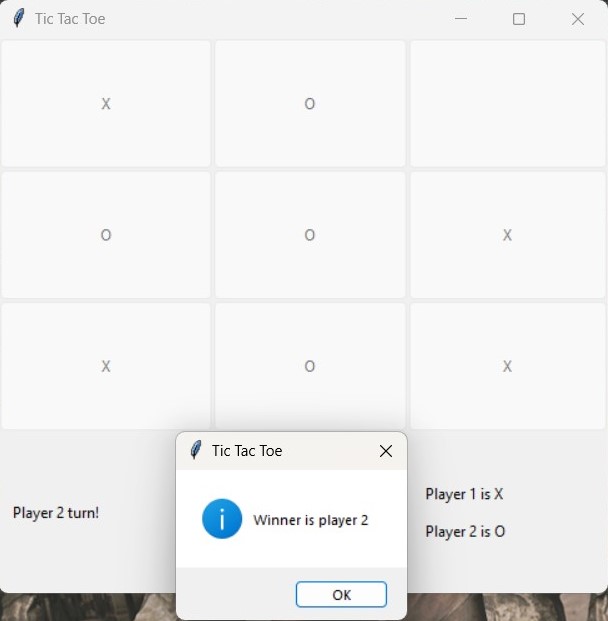 Tic Tac Toe
X O
O O X
X O X
Tic Tac Toe
Player 1 is X
Player 2 turn!
Winner is player 2
Player 2 is O
OK